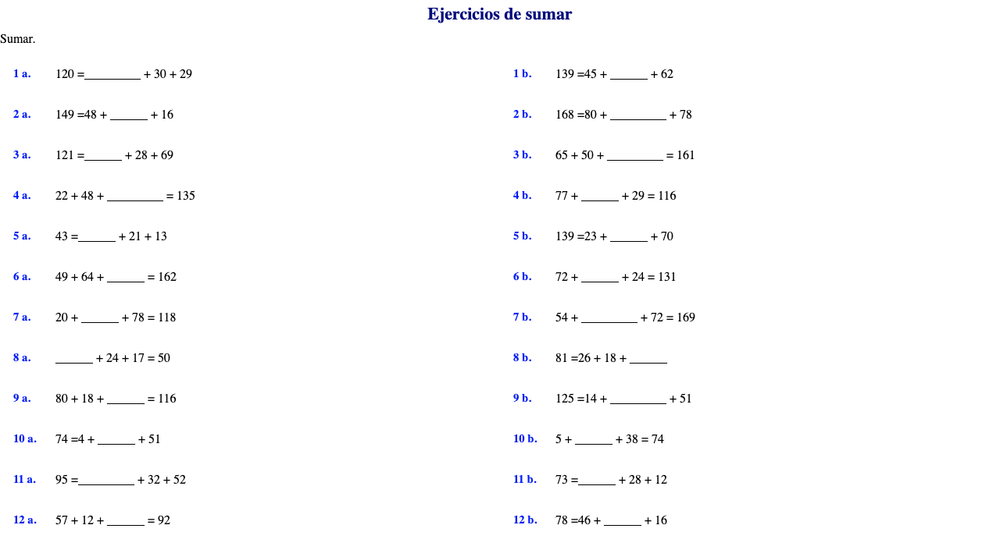 Ejercicios de sumar
Sumar.
1 a. 120 =_________ + 30 + 29
1 b. 139 =45 + ______ + 62
2 a. 149 =48 + ______ + 16
2 b. 168 =80 + _________ + 78
3 a. 121 =______ + 28 + 69
3 b. 65 + 50 + _________ = 161
4 a. 22 + 48 + _________ = 135
4 b. 77 + ______ + 29 = 116
5 a. 43 =______ + 21 + 13
5 b. 139 =23 + ______ + 70
6 a. 49 + 64 + ______ = 162
6 b. 72 + ______ + 24 = 131
7 a. 20 + ______ + 78 = 118
7 b. 54 + _________ + 72 = 169
8 a. ______ + 24 + 17 = 50
8 b. 81 =26 + 18 + ______
9 a. 80 + 18 + ______ = 116
9 b. 125 =14 + _________ + 51
10 a. 74 =4 + ______ + 51
10 b. 5 + ______ + 38 = 74
11 a. 95 =_________ + 32 + 52
11 b. 73 =______ + 28 + 12
12 a. 57 + 12 + ______ = 92
12 b. 78 =46 + ______ + 16